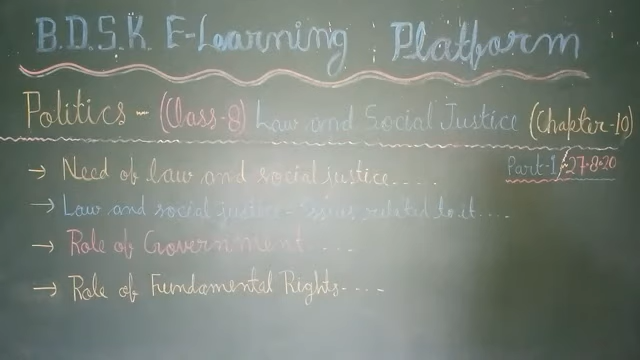 B.D.S.K. E-Learning Platform
Politics - (Class-8) Law and Social Justice (Chapter-10)
Part-1/27-8-20
→ Need of law and social justice.....
→ Law and social justice - Issues related to it....
→ Role of Government.....
→ Role of Fundamental Rights....